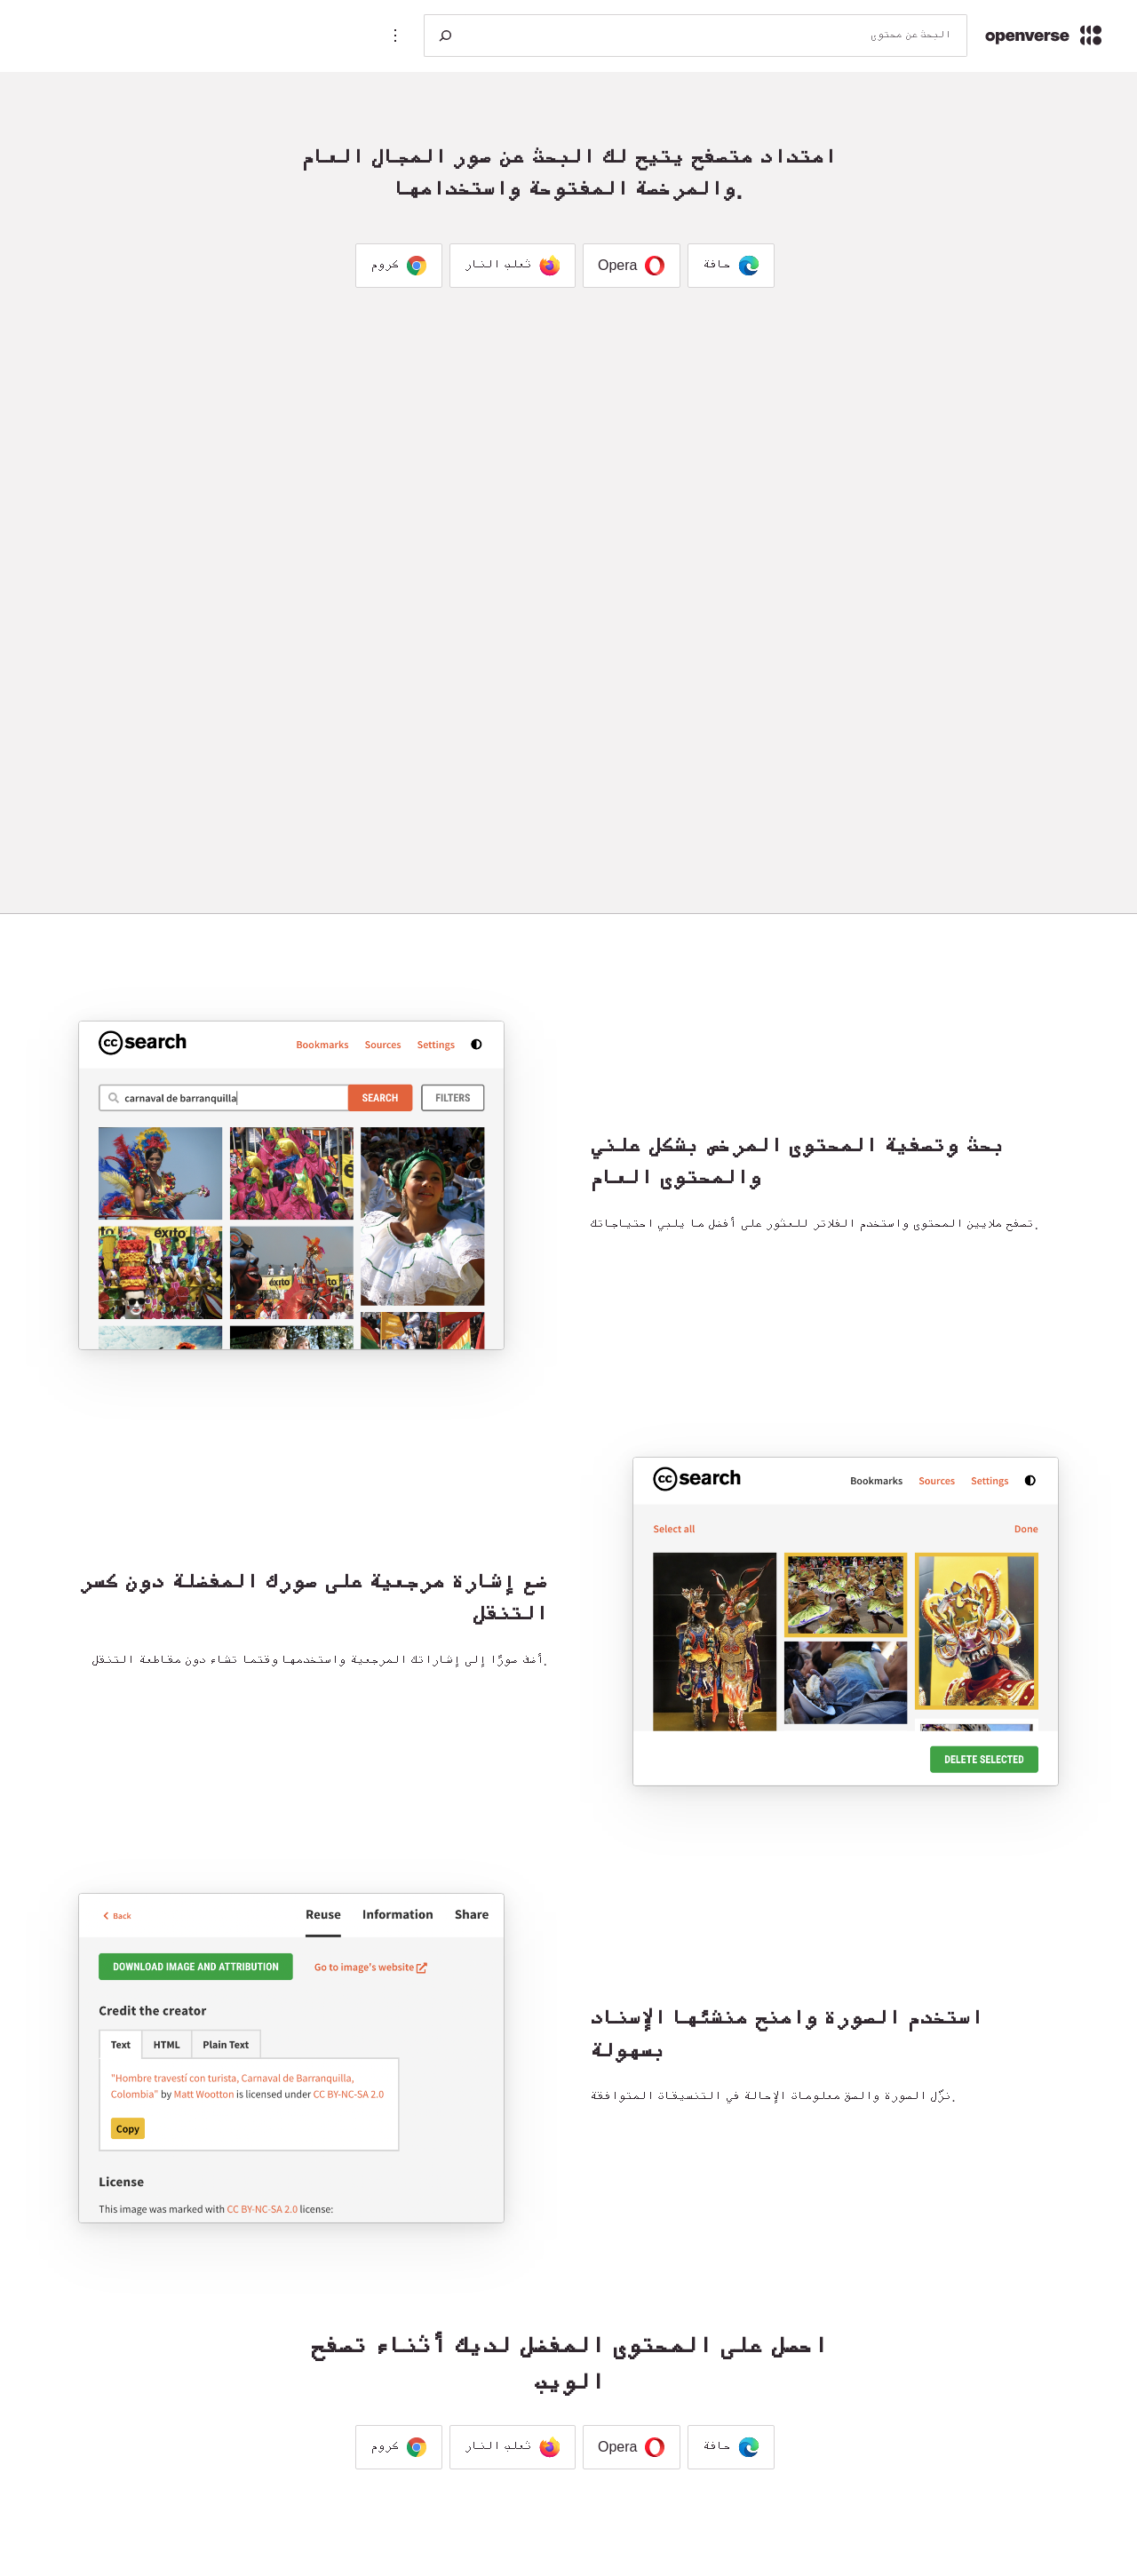 openverse
البحث عن محتوى
امتداد متصفح يتيح لك البحث عن صور المجال العام
والمرخصة المفتوحة واستخدامها.
حافة
Opera
ثعلب النار
كروم
cc search
Bookmarks Sources Settings
carnaval de barranquilla
SEARCH
FILTERS
éxito
éxito
بحث وتصفية المحتوى المرخص بشكل علني
والمحتوى العام
تصفح ملايين المحتوى واستخدم الفلاتر للعثور على أفضل ما يلبي احتياجاتك.
cc search
Bookmarks Sources Settings
Select all
Done
DELETE SELECTED
ضع إشارة مرجعية على صورك المفضلة دون كسر
التنقل
أضف صورًا إلى إشاراتك المرجعية واستخدمها وقتما تشاء دون مقاطعة التنقل.
Back
Reuse Information Share
DOWNLOAD IMAGE AND ATTRIBUTION
Go to image's website
Credit the creator
Text HTML Plain Text
"Hombre travestí con turista, Carnaval de Barranquilla,
Colombia" by Matt Wootton is licensed under CC BY-NC-SA 2.0
Copy
License
This image was marked with CC BY-NC-SA 2.0 license:
استخدم الصورة وامنح منشئها الإسناد
بسهولة
نزّل الصورة والصق معلومات الإحالة في التنسيقات المتوافقة.
احصل على المحتوى المفضل لديك أثناء تصفح
الويب
حافة
Opera
ثعلب النار
كروم